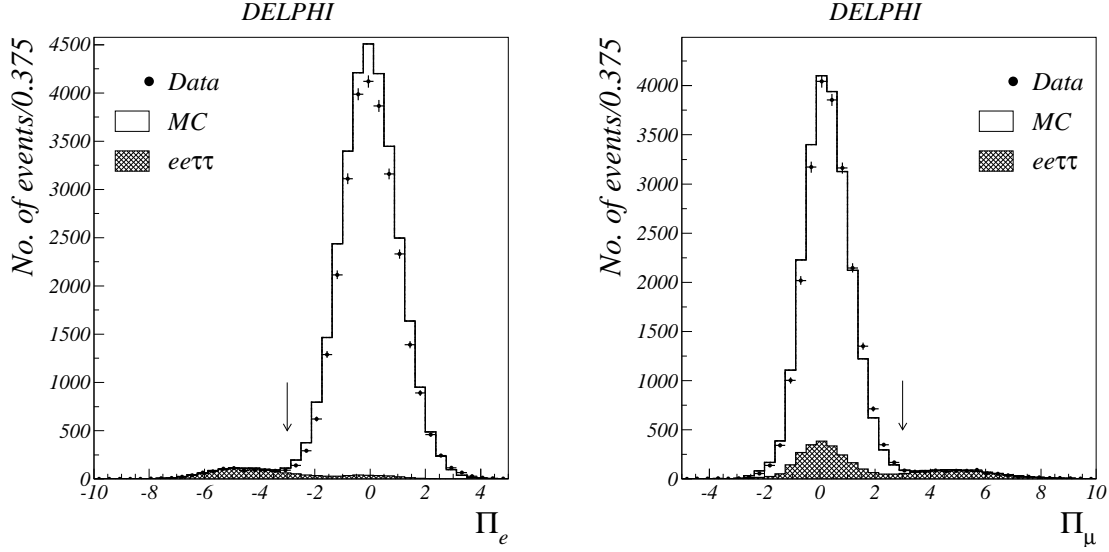 DELPHI
No. of events/0.375
4500
4000
3500
3000
2500
2000
1500
1000
500
0
Data
MC
eeττ
-10 -8 -6 -4 -2 0 2 4
Π_e
DELPHI
No. of events/0.375
4000
3500
3000
2500
2000
1500
1000
500
0
Data
MC
eeττ
-4 -2 0 2 4 6 8 10
Π_μ